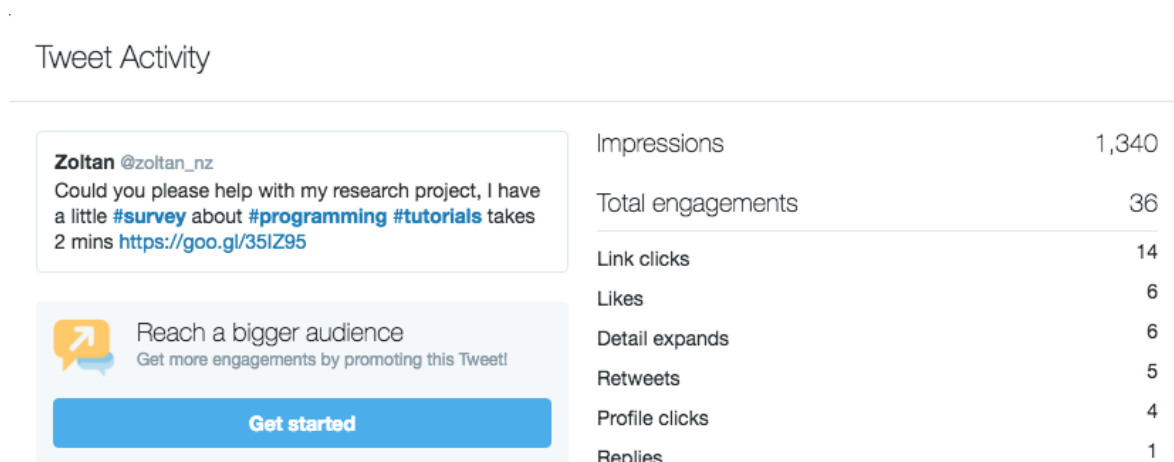 Tweet Activity
Zoltan @zoltan_nz
Could you please help with my research project, I have
a little #survey about #programming #tutorials takes
2 mins https://goo.gl/35IZ95
Reach a bigger audience
Get more engagements by promoting this Tweet!
Get started
Impressions 1,340
Total engagements 36
Link clicks 14
Likes 6
Detail expands 6
Retweets 5
Profile clicks 4
Replies 1